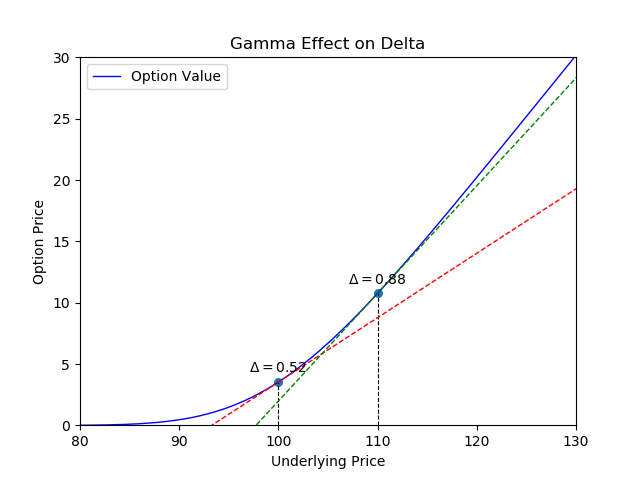 Gamma Effect on Delta
Option Value
30
25
20
15
10
5
0
Option Price
Δ = 0.88
Δ = 0.52
80 90 100 110 120 130
Underlying Price